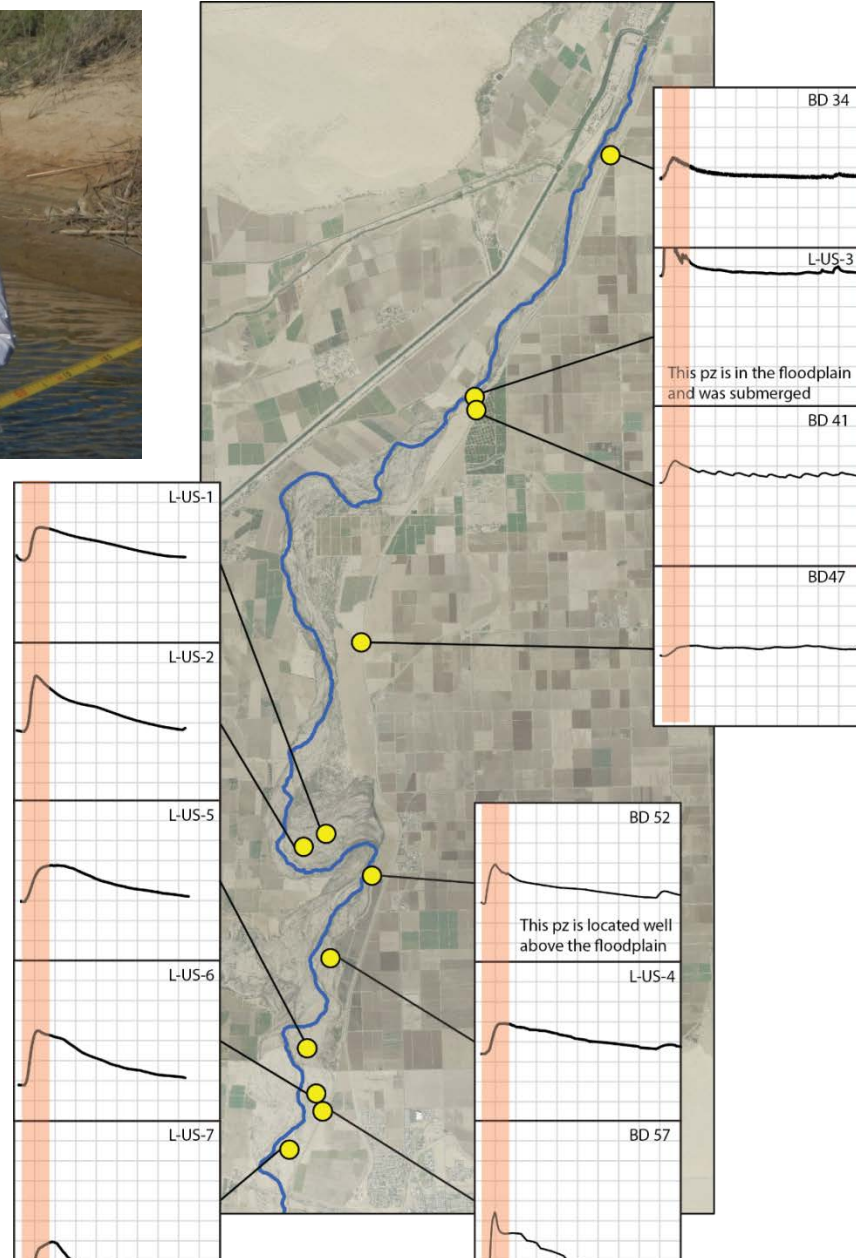 BD 34
L-US-3
This pz is in the floodplain
and was submerged
BD 41
BD47
L-US-1
L-US-2
L-US-5
L-US-6
L-US-7
BD 52
This pz is located well
above the floodplain
L-US-4
BD 57